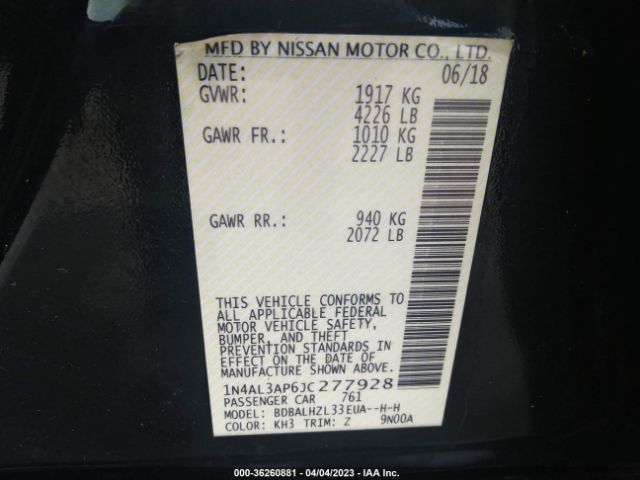 MFD BY NISSAN MOTOR CO., LTD.
DATE: 06/18
GVWR: 1917 KG
4226 LB
GAWR FR.: 1010 KG
2227 LB
GAWR RR.: 940 KG
2072 LB
THIS VEHICLE CONFORMS TO
ALL APPLICABLE FEDERAL
MOTOR VEHICLE SAFETY,
BUMPER, AND THEFT
PREVENTION STANDARDS IN
EFFECT ON THE DATE OF
MANUFACTURE SHOWN ABOVE.
1N4AL3AP6JC277928
PASSENGER CAR 761
MODEL: BDBALHZL33EUA--H-H
COLOR: KH3 TRIM: Z 9N00A
000-36260881 - 04/04/2023 - IAA Inc.